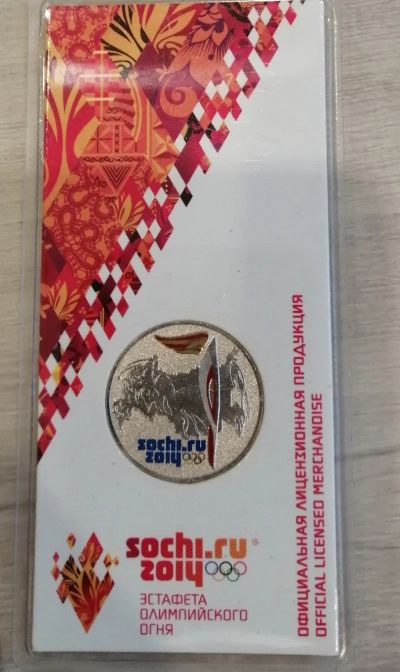 sochi.ru
2014
sochi.ru®
2014
ЭСТАФЕТА
ОЛИМПИЙСКОГО
ОГНЯ
ОФИЦИАЛЬНАЯ ЛИЦЕНЗИОННАЯ ПРОДУКЦИЯ
OFFICIAL LICENSED MERCHANDISE